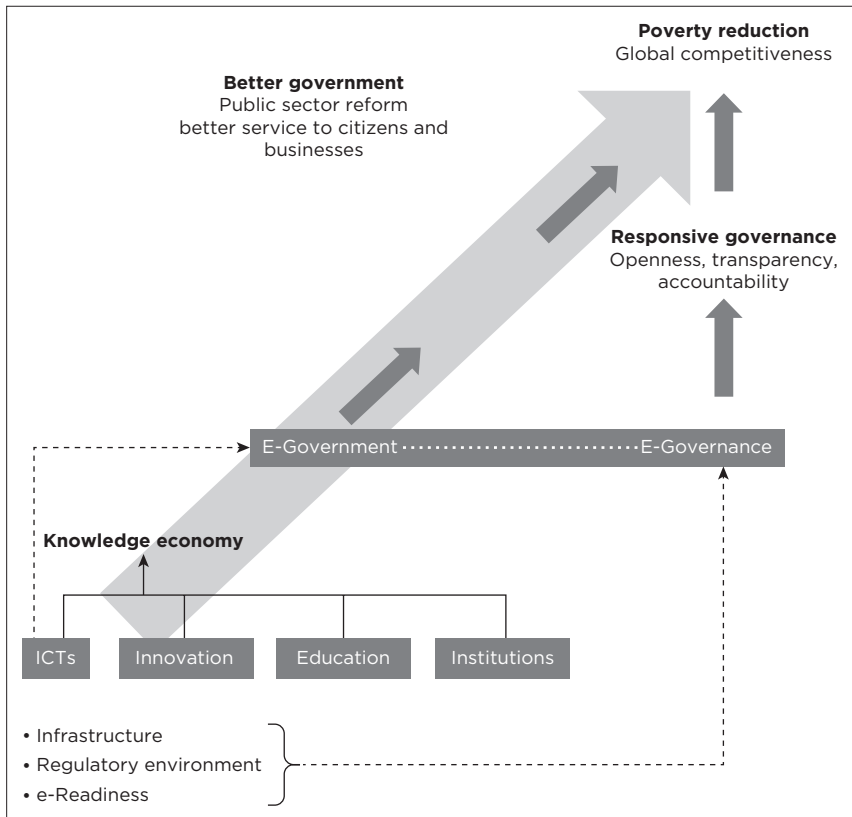 Poverty reduction
Global competitiveness
Better government
Public sector reform
better service to citizens and
businesses
Responsive governance
Openness, transparency,
accountability
E-Government
E-Governance
Knowledge economy
ICTs
Innovation
Education
Institutions
• Infrastructure
• Regulatory environment
• e-Readiness